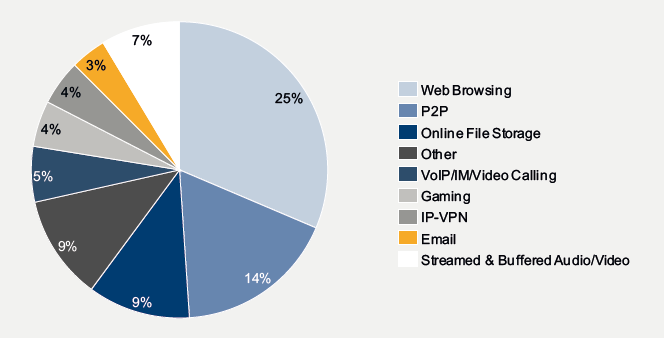 7%
3%
4%
4%
5%
9%
9%
14%
25%
Web Browsing
P2P
Online File Storage
Other
VoIP/IM/Video Calling
Gaming
IP-VPN
Email
Streamed & Buffered Audio/Video